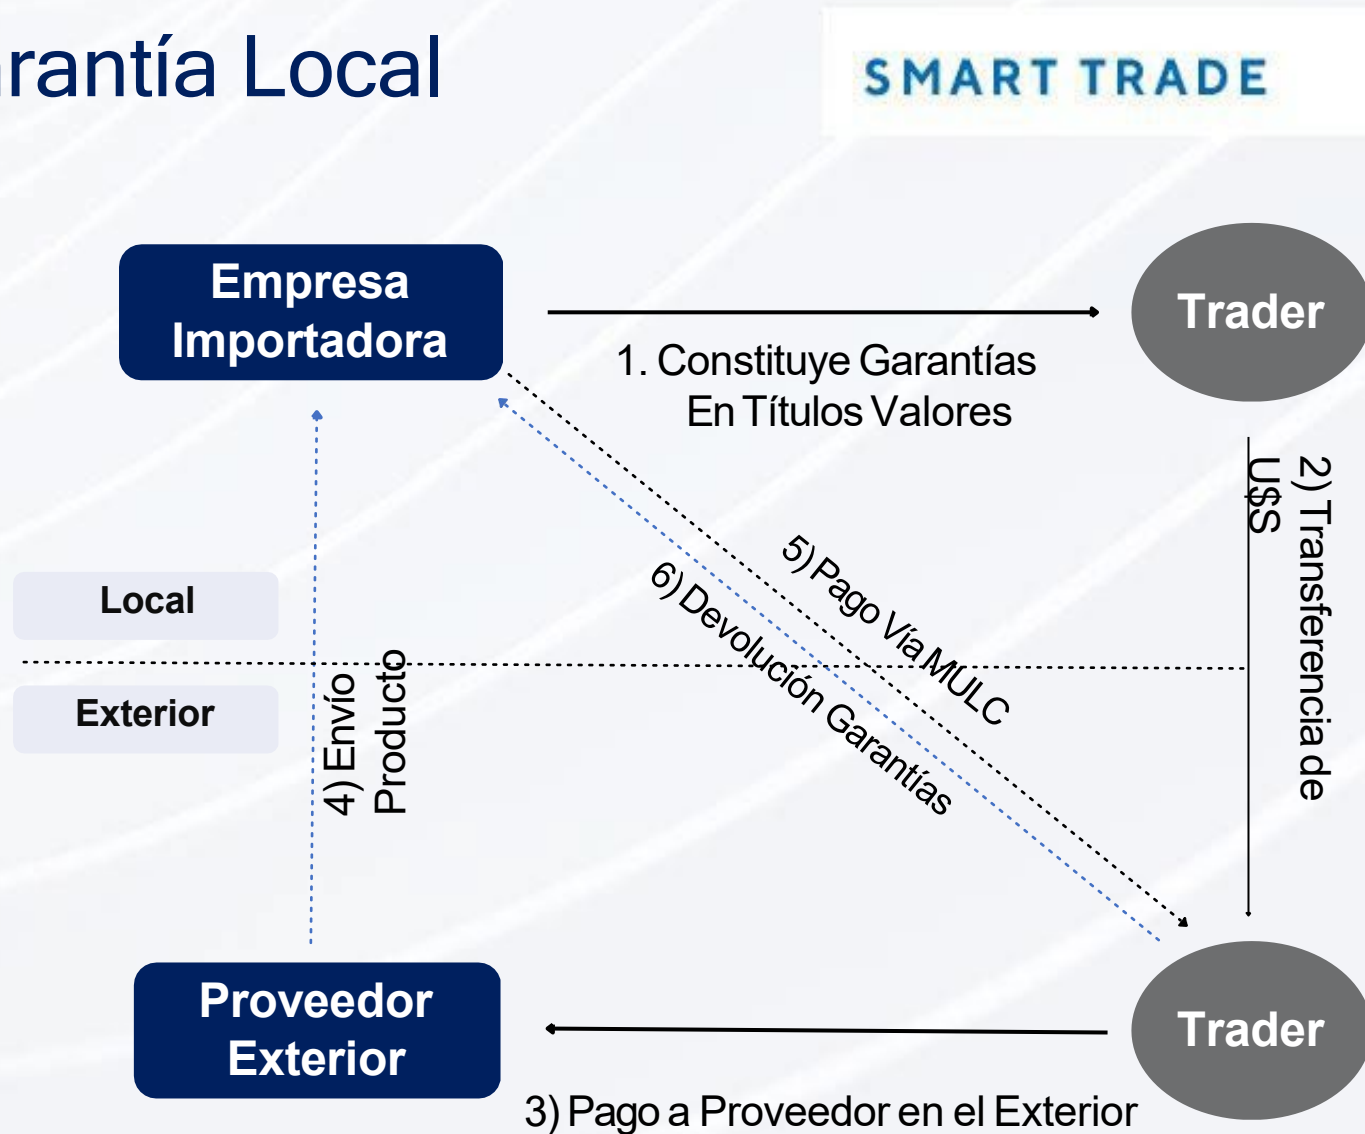 arantía Local
SMART TRADE
Empresa
Importadora
Trader
1. Constituye Garantías
En Títulos Valores
2) Transferencia de
U$S
5) Pago Vía MULC
6) Devolución Garantías
Local
Exterior
4) Envío
Producto
Proveedor
Exterior
Trader
3) Pago a Proveedor en el Exterior